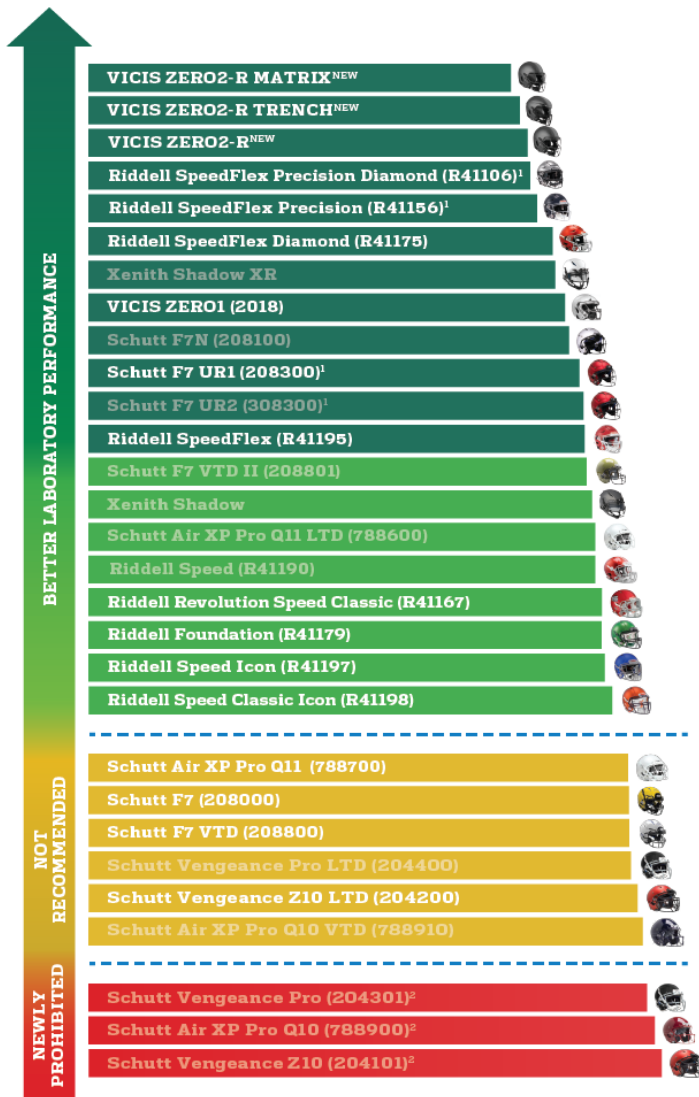 VICIS ZERO2-R MATRIX NEW
VICIS ZERO2-R TRENCH NEW
VICIS ZERO2-R NEW
Riddell SpeedFlex Precision Diamond (R41106)¹
Riddell SpeedFlex Precision (R41156)¹
Riddell SpeedFlex Diamond (R41175)
Xenith Shadow XR
VICIS ZERO1 (2018)
Schutt F7N (208100)
Schutt F7 UR1 (208300)¹
Schutt F7 UR2 (308300)¹
Riddell SpeedFlex (R41195)
Schutt F7 VTD II (208801)
Xenith Shadow
Schutt Air XP Pro Q11 LTD (788600)
Riddell Speed (R41190)
Riddell Revolution Speed Classic (R41167)
Riddell Foundation (R41179)
Riddell Speed Icon (R41197)
Riddell Speed Classic Icon (R41198)
BETTER LABORATORY PERFORMANCE
Schutt Air XP Pro Q11 (788700)
Schutt F7 (208000)
Schutt F7 VTD (208800)
Schutt Vengeance Pro LTD (204400)
Schutt Vengeance Z10 LTD (204200)
Schutt Air XP Pro Q10 VTD (788910)
NOT
RECOMMENDED
Schutt Vengeance Pro (204301)²
Schutt Air XP Pro Q10 (788900)²
Schutt Vengeance Z10 (204101)²
NEWLY
PROHIBITED